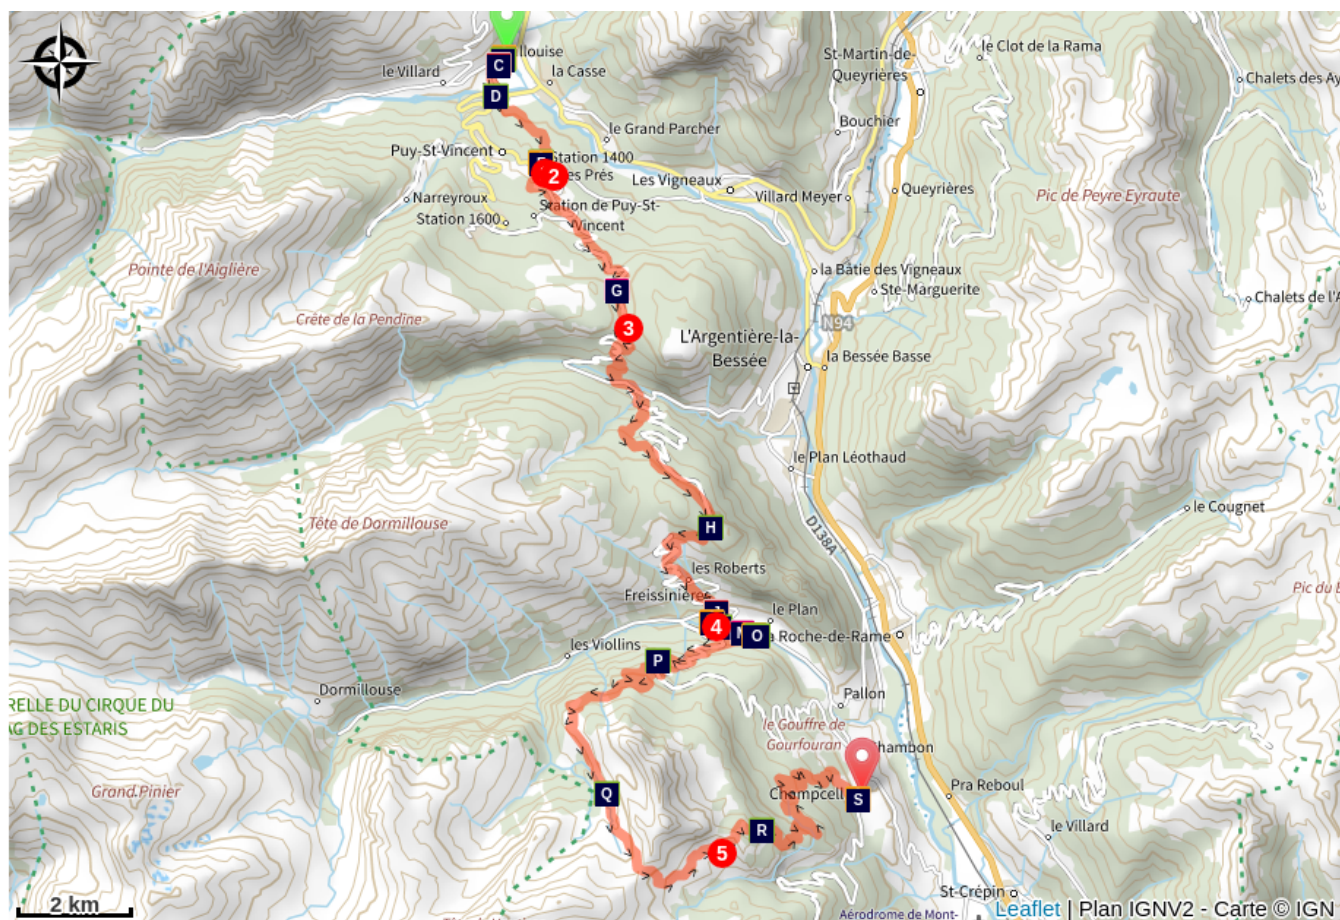 llouise
C
le Villard
la Casse
D
St-Martin-de-
Queyrières
le Clot de la Rama
Chalets des Ay
le Grand Parcher
Bouchier
Puy-St-Vincent
Station 1400
les Prés
2
Les Vigneaux
Villard Meyer
Queyrières
Pic de Peyre Eyraute
Narreyroux
Station 1600
Station de Puy-St-
Vincent
Pointe de l'Aiglière
la Bâtie des Vigneaux
Ste-Marguerite
Chalets de l'A
G
Crête de la Pendine
3
N94
L'Argentière-la-
Bessée
la Bessée Basse
le Plan Léothaud
le Cougnet
Tête de Dormillouse
H
D138A
les Roberts
Freissinière
Pic du B
J
le Plan
4
O
a Roche-de-Rame
les Viollins
P
Dormillouse
Pallon
RELLE DU CIRQUE DU
AG DES ESTARIS
le Gouffre de
Gourfouran
hambon
Grand Pinier
Q
Champcell
S
Pra Reboul
R
le Villard
5
St-Crépin
2 km
Aérodrome de Mont-
Leaflet | Plan IGNV2 - Carte © IGN